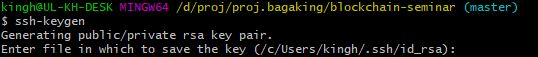 kingh@UL-KH-DESK MINGW64 /d/proj/proj.bagaking/blockchain-seminar (master)
$ ssh-keygen
Generating public/private rsa key pair.
Enter file in which to save the key (/c/Users/kingh/.ssh/id_rsa):